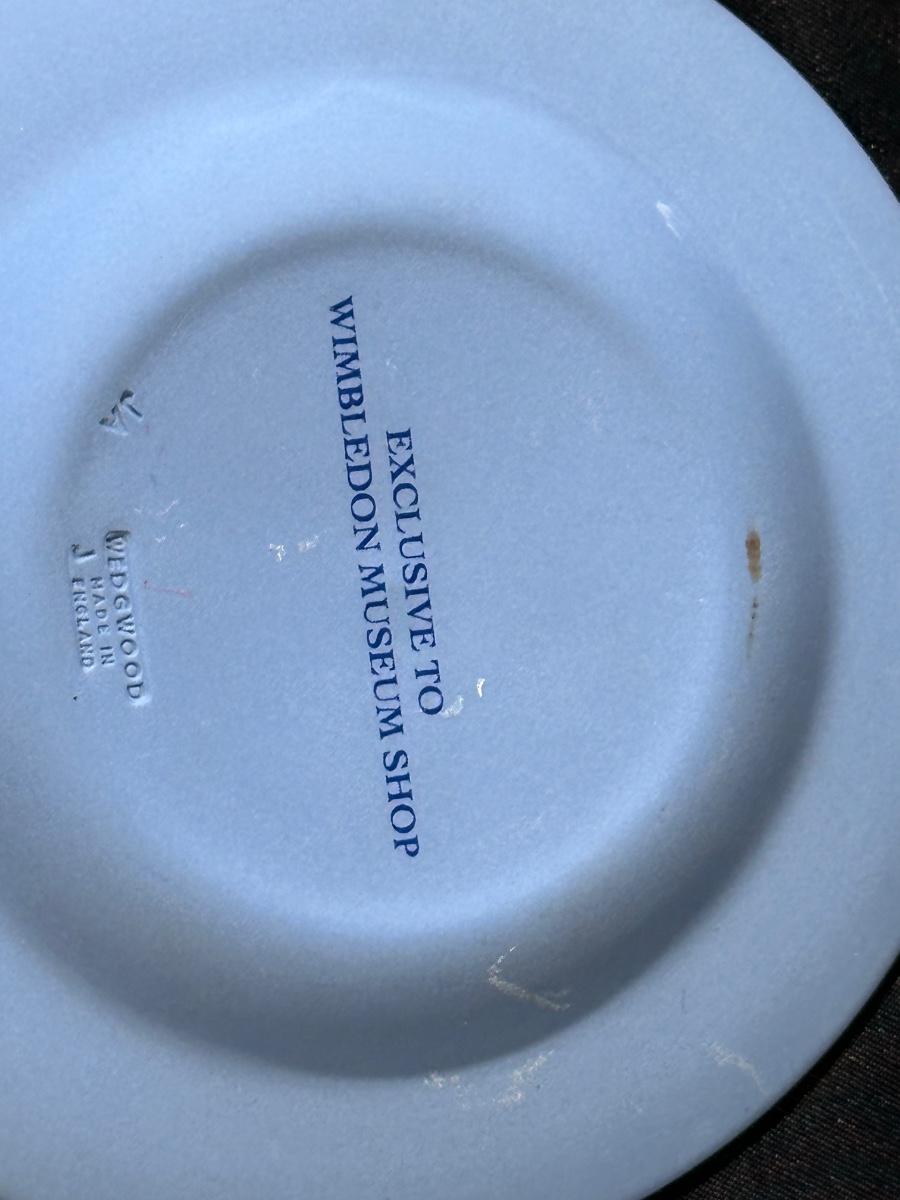 EXCLUSIVE TO
WIMBLEDON MUSEUM SHOP
WEDGWOOD
MADE IN
ENGLAND
J